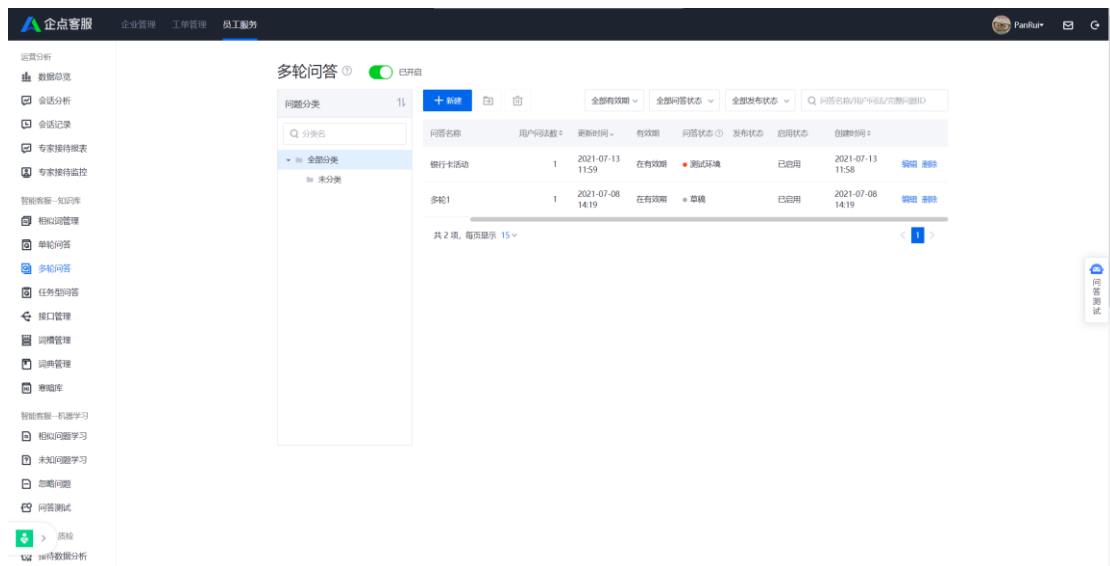 企点客服 企业管理 工单管理 员工服务 PanRui
运营分析
数据总览
会话分析
会话记录
专家接待报表
专家接待监控
智能客服--知识库
相似词管理
单轮问答
多轮问答
任务型问答
接口管理
词槽管理
词典管理
寒暄库
智能客服--机器学习
相似问题学习
未知问题学习
忽略问题
问答测试
质检
接待数据分析
多轮问答 已开启
问题分类
分类名
全部分类
未分类
新建 全部有效期 全部问答状态 全部发布状态 问答名称/用户问法/完整问题ID
问答名称 用户问法数 更新时间 有效期 问答状态 发布状态 启用状态 创建时间
银行卡活动 1 2021-07-13 11:59 在有效期 测试环境 已启用 2021-07-13 11:58 编辑 删除
多轮1 1 2021-07-08 14:19 在有效期 草稿 已启用 2021-07-08 14:19 编辑 删除
共 2 项, 每页显示 15 1
问答测试